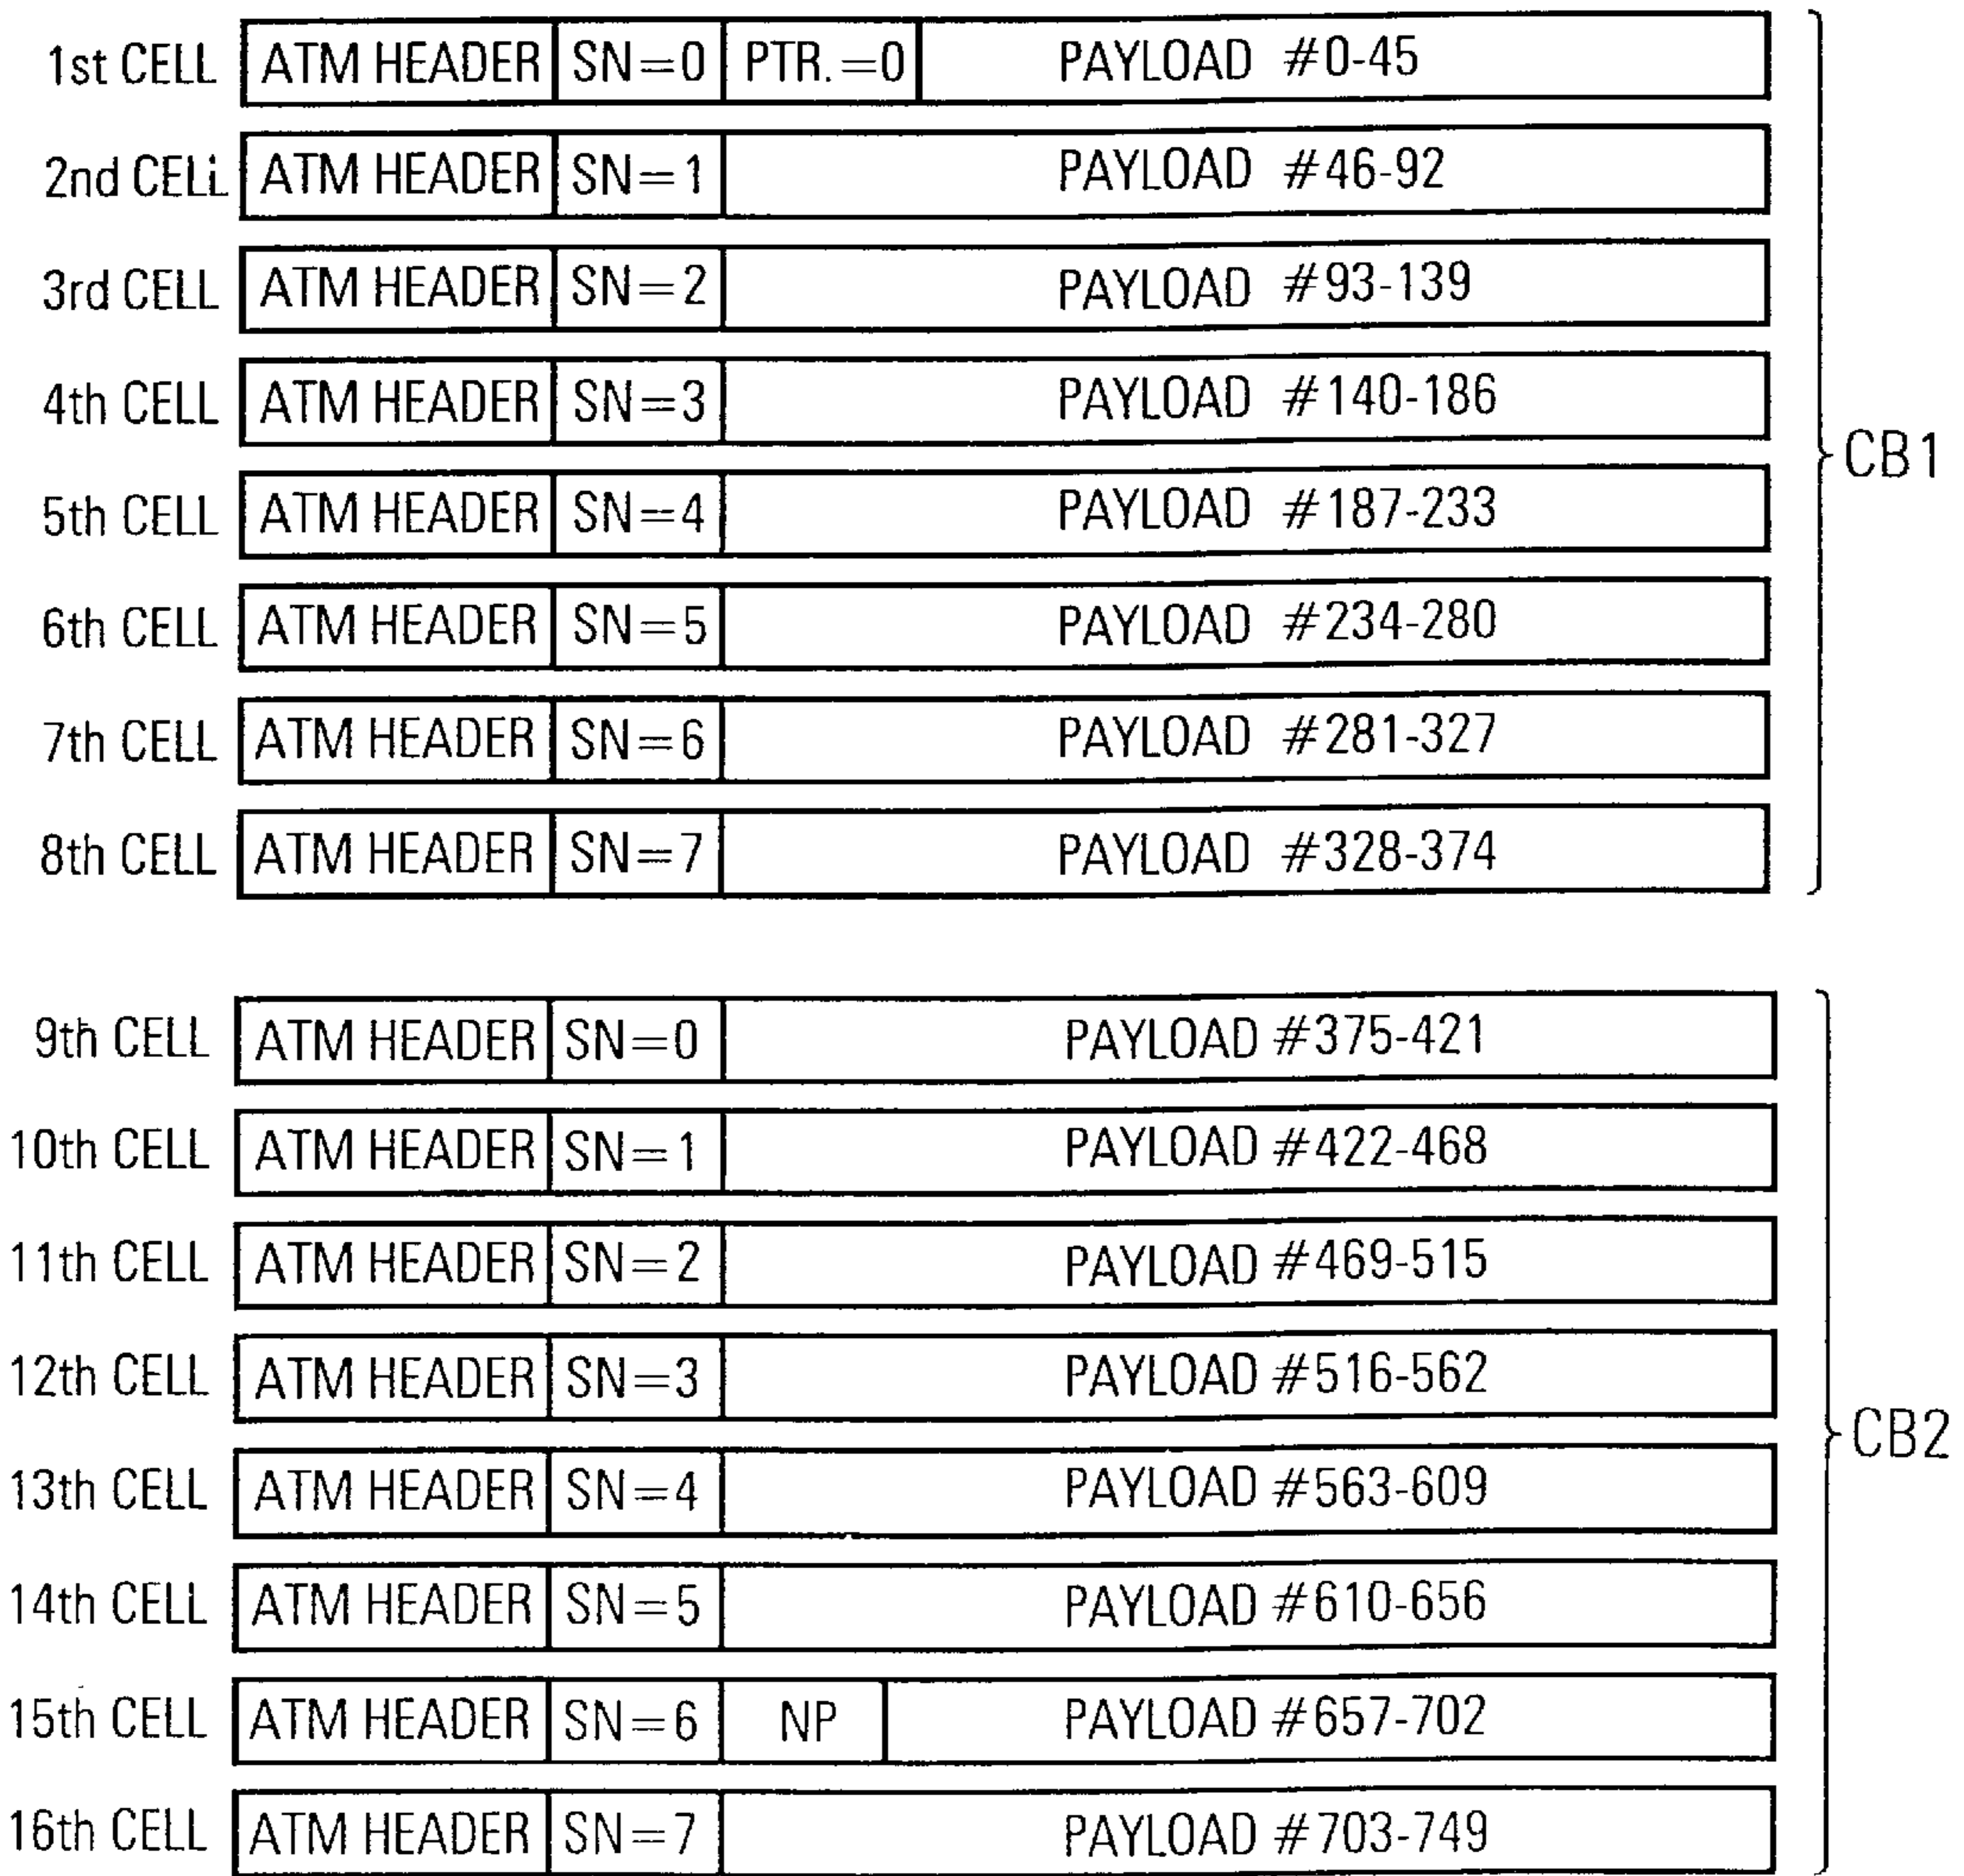 1st CELL ATM HEADER SN=0 PTR.=0 PAYLOAD #0-45
2nd CELL ATM HEADER SN=1 PAYLOAD #46-92
3rd CELL ATM HEADER SN=2 PAYLOAD #93-139
4th CELL ATM HEADER SN=3 PAYLOAD #140-186
CB1
5th CELL ATM HEADER SN=4 PAYLOAD #187-233
6th CELL ATM HEADER SN=5 PAYLOAD #234-280
7th CELL ATM HEADER SN=6 PAYLOAD #281-327
8th CELL ATM HEADER SN=7 PAYLOAD #328-374
9th CELL ATM HEADER SN=0 PAYLOAD #375-421
10th CELL ATM HEADER SN=1 PAYLOAD #422-468
11th CELL ATM HEADER SN=2 PAYLOAD #469-515
12th CELL ATM HEADER SN=3 PAYLOAD #516-562
CB2
13th CELL ATM HEADER SN=4 PAYLOAD #563-609
14th CELL ATM HEADER SN=5 PAYLOAD #610-656
15th CELL ATM HEADER SN=6 NP PAYLOAD #657-702
16th CELL ATM HEADER SN=7 PAYLOAD #703-749